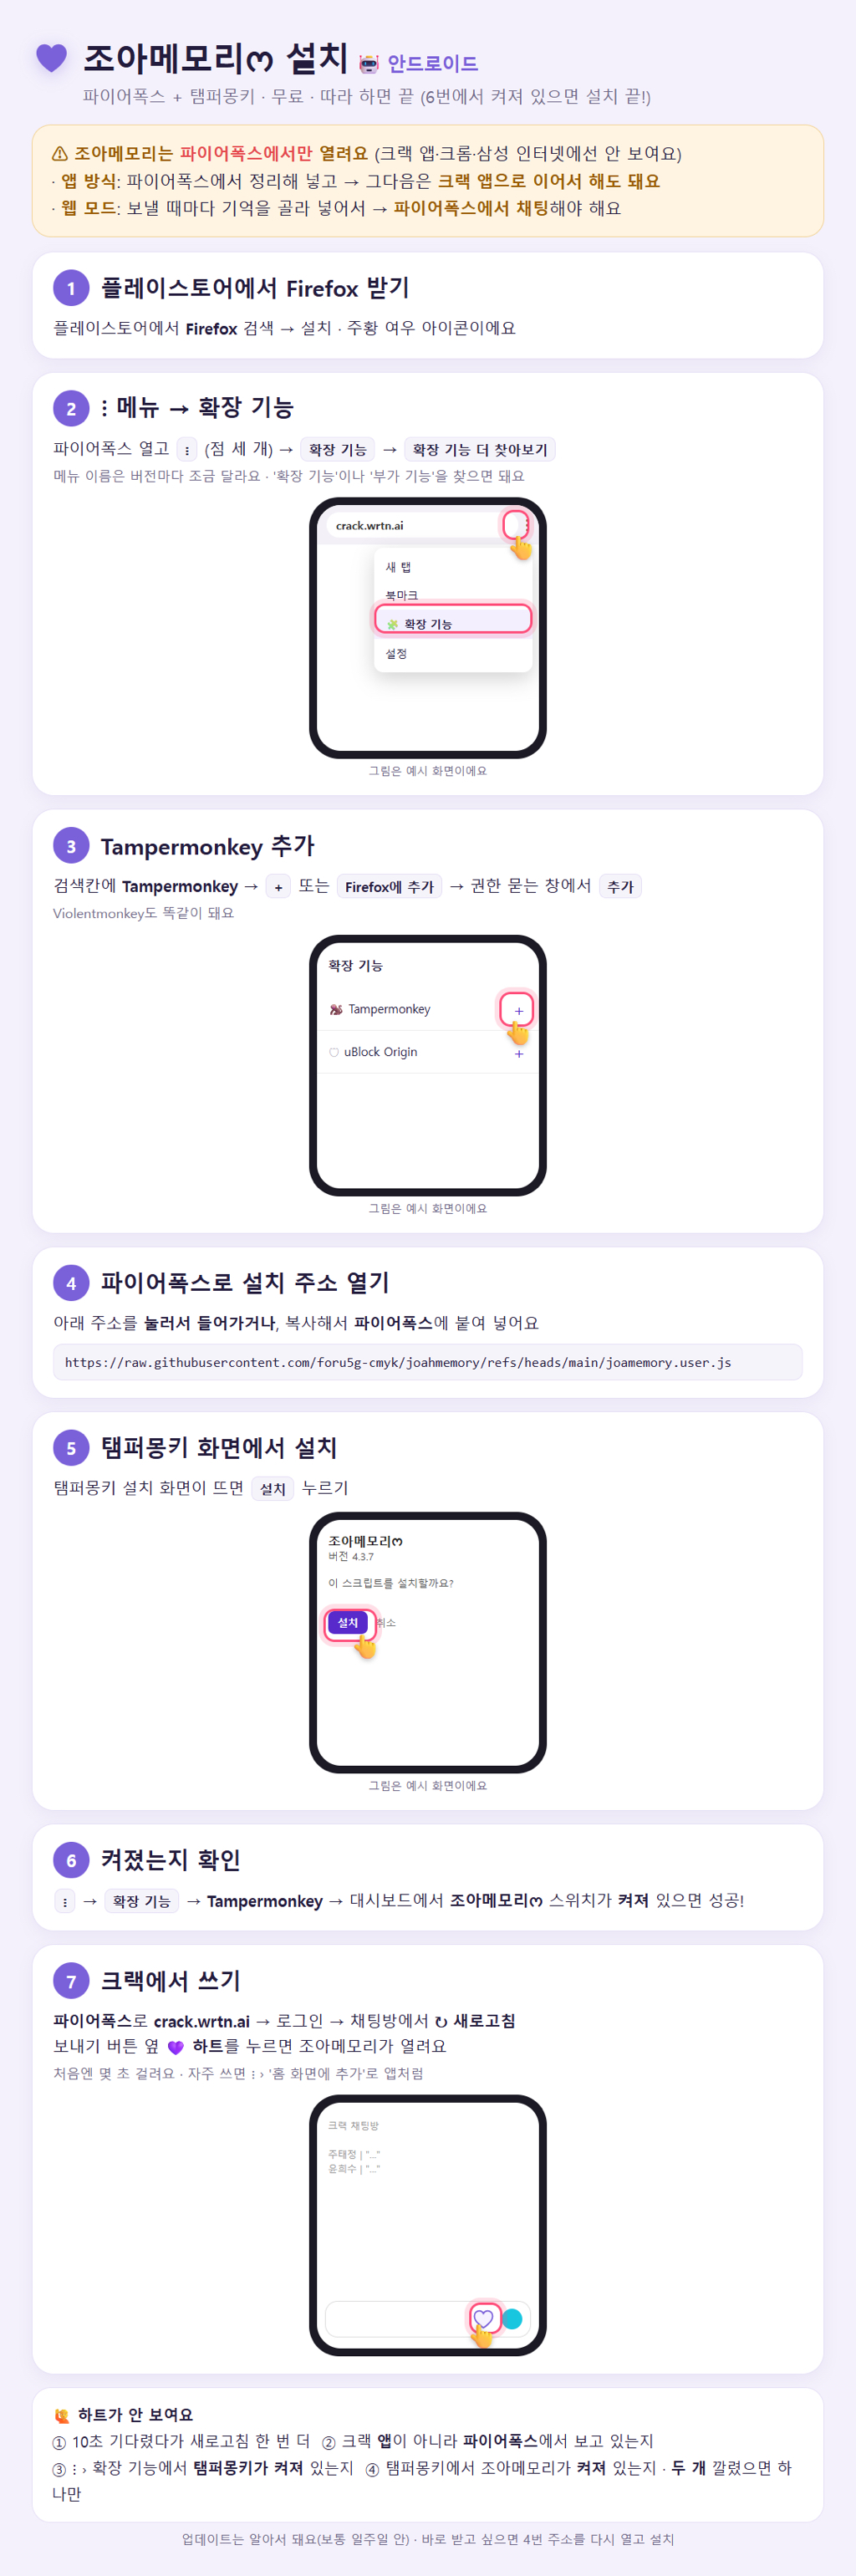 조아메모리ෆ 설치 안드로이드
파이어폭스 + 탬퍼몽키 · 무료 · 따라 하면 끝 (6번에서 켜져 있으면 설치 끝!)
⚠ 조아메모리는 파이어폭스에서만 열려요 (크랙 앱·크롬·삼성 인터넷에선 안 보여요)
· 앱 방식: 파이어폭스에서 정리해 넣고 → 그다음은 크랙 앱으로 이어서 해도 돼요
· 웹 모드: 보낼 때마다 기억을 골라 넣어서 → 파이어폭스에서 채팅해야 해요
1 플레이스토어에서 Firefox 받기
플레이스토어에서 Firefox 검색 → 설치 · 주황 여우 아이콘이에요
2 ⋮ 메뉴 → 확장 기능
파이어폭스 열고 ⋮ (점 세 개) → 확장 기능 → 확장 기능 더 찾아보기
메뉴 이름은 버전마다 조금 달라요 · '확장 기능'이나 '부가 기능'을 찾으면 돼요
crack.wrtn.ai ⋮
새 탭
북마크
확장 기능
설정
그림은 예시 화면이에요
3 Tampermonkey 추가
검색칸에 Tampermonkey → + 또는 Firefox에 추가 → 권한 묻는 창에서 추가
Violentmonkey도 똑같이 돼요
확장 기능
Tampermonkey +
uBlock Origin +
그림은 예시 화면이에요
4 파이어폭스로 설치 주소 열기
아래 주소를 눌러서 들어가거나, 복사해서 파이어폭스에 붙여 넣어요
https://raw.githubusercontent.com/foru5g-cmyk/joahmemory/refs/heads/main/joamemory.user.js
5 탬퍼몽키 화면에서 설치
탬퍼몽키 설치 화면이 뜨면 설치 누르기
조아메모리ෆ
버전 4.3.7
이 스크립트를 설치할까요?
설치 취소
그림은 예시 화면이에요
6 켜졌는지 확인
⋮ → 확장 기능 → Tampermonkey → 대시보드에서 조아메모리ෆ 스위치가 켜져 있으면 성공!
7 크랙에서 쓰기
파이어폭스로 crack.wrtn.ai → 로그인 → 채팅방에서 ↻ 새로고침
보내기 버튼 옆 💜 하트를 누르면 조아메모리가 열려요
처음엔 몇 초 걸려요 · 자주 쓰면 ⋮ › '홈 화면에 추가'로 앱처럼
크랙 채팅방
주태정 | "..."
윤희수 | "..."
하트가 안 보여요
① 10초 기다렸다가 새로고침 한 번 더 ② 크랙 앱이 아니라 파이어폭스에서 보고 있는지
③ ⋮ › 확장 기능에서 탬퍼몽키가 켜져 있는지 ④ 탬퍼몽키에서 조아메모리가 켜져 있는지 · 두 개 깔렸으면 하
나만
업데이트는 알아서 돼요(보통 일주일 안) · 바로 받고 싶으면 4번 주소를 다시 열고 설치